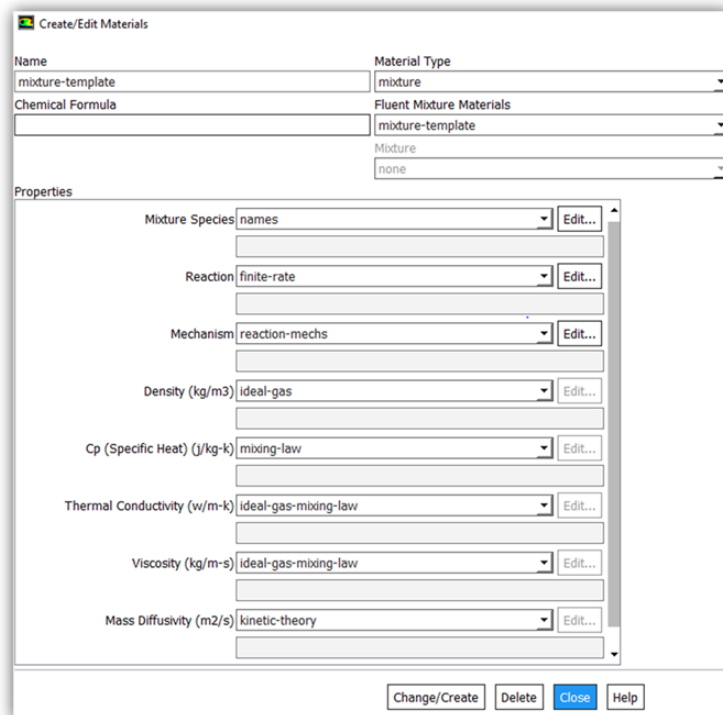 Create/Edit Materials
Name
Material Type
mixture-template
mixture
Chemical Formula
Fluent Mixture Materials
mixture-template
Mixture
none
Properties
Mixture Species names Edit...
Reaction finite-rate Edit...
Mechanism reaction-mechs Edit...
Density (kg/m3) ideal-gas Edit...
Cp (Specific Heat) (j/kg-k) mixing-law Edit...
Thermal Conductivity (w/m-k) ideal-gas-mixing-law Edit...
Viscosity (kg/m-s) ideal-gas-mixing-law Edit...
Mass Diffusivity (m2/s) kinetic-theory Edit...
Change/Create Delete Close Help